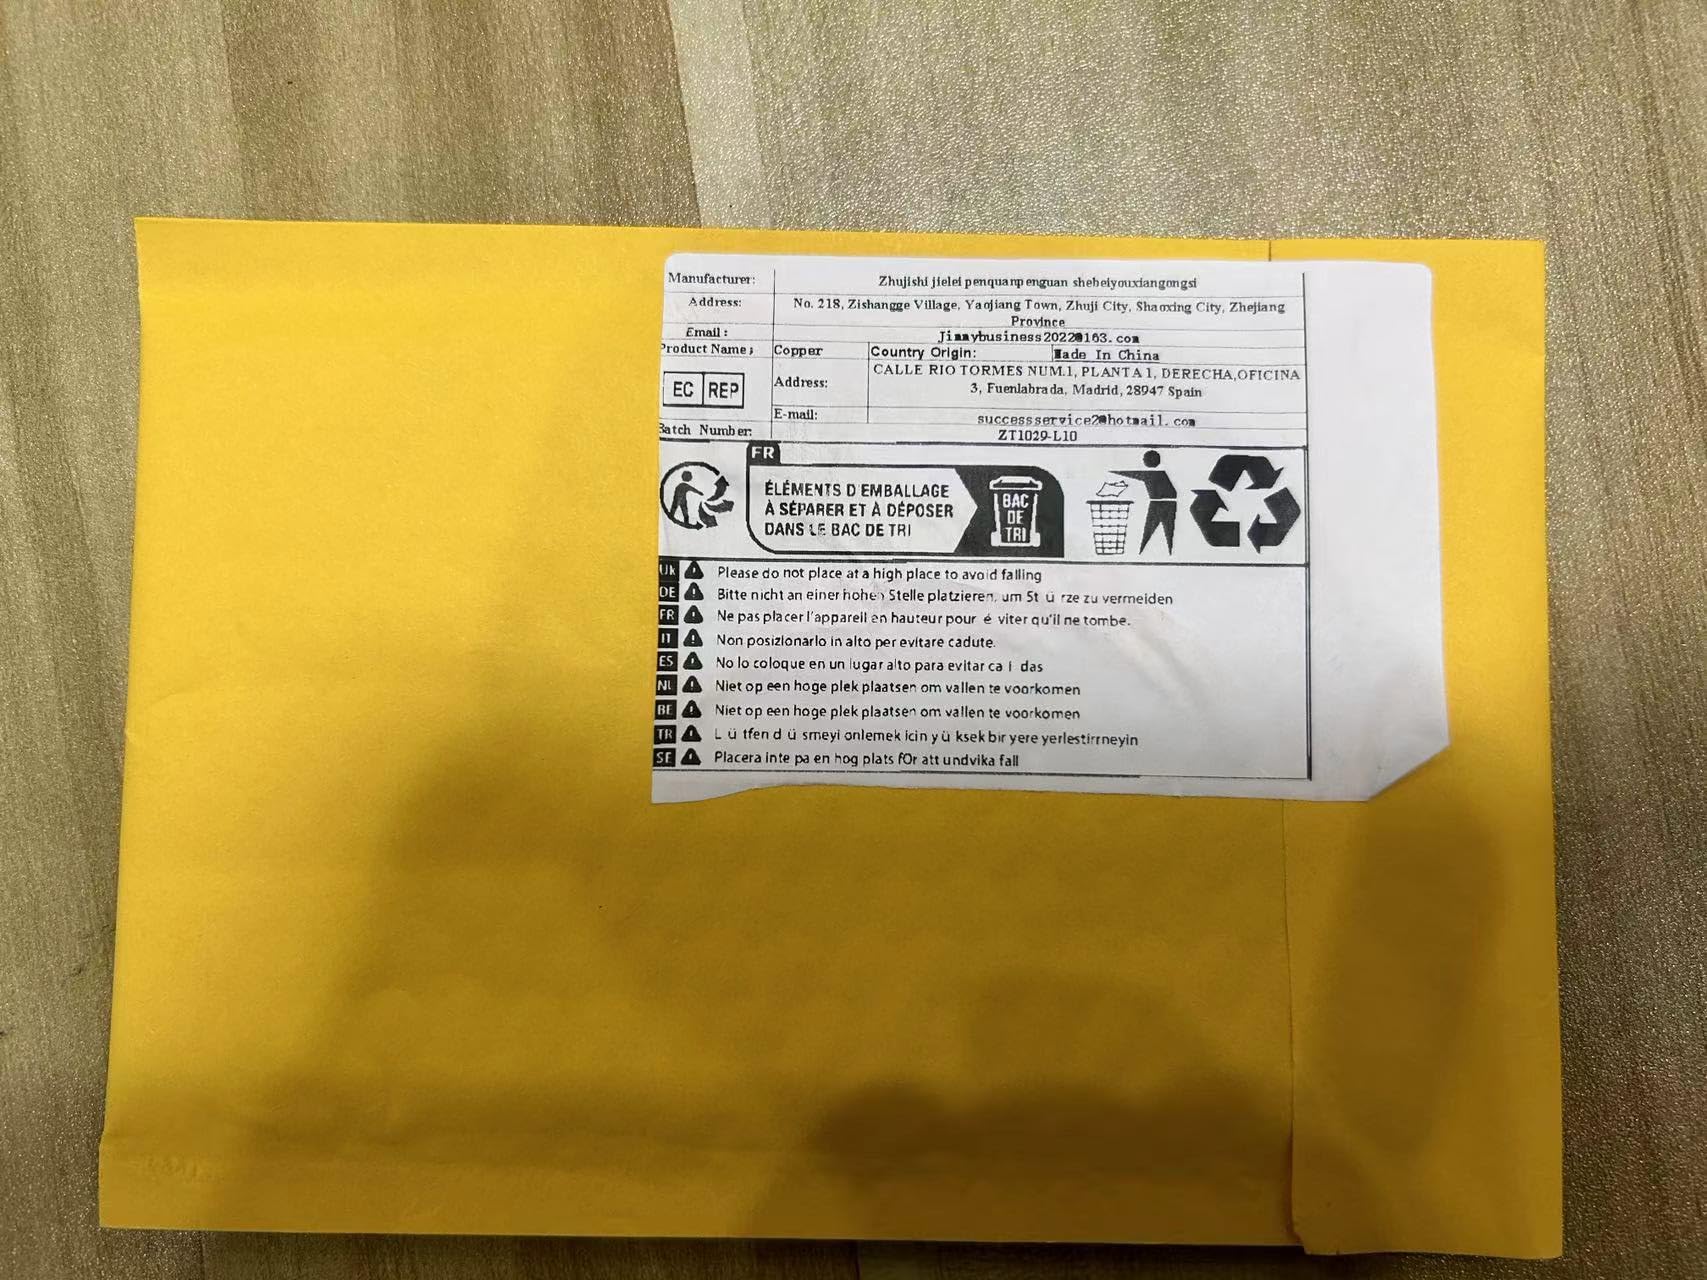 Manufacturer: Zhujishi jielei penquanpenguan shebeiyouxiangongsi
Address: No. 218, Zishangge Village, Yaojiang Town, Zhuji City, Shaoxing City, Zhejiang
Province
Email: Jimmybusiness2022@163.com
Product Name: Copper Country Origin: Made In China
EC REP
Address: CALLE RIO TORMES NUM.1, PLANTA 1, DERECHA,OFICINA
3, Fuenlabrada, Madrid, 28947 Spain
E-mail: successservice2@hotmail.com
Batch Number: ZT1029-L10
FR
ÉLÉMENTS D'EMBALLAGE
À SÉPARER ET À DÉPOSER
DANS LE BAC DE TRI
BAC
DE
TRI
UK Please do not place at a high place to avoid falling
DE Bitte nicht an einer hohen Stelle platzieren, um St ü rze zu vermeiden
FR Ne pas placer l'appareil en hauteur pour é viter qu'il ne tombe.
IT Non posizionarlo in alto per evitare cadute.
ES No lo coloque en un lugar alto para evitar ca í das
NL Niet op een hoge plek plaatsen om vallen te voorkomen
BE Niet op een hoge plek plaatsen om vallen te voorkomen
TR L ü tfen d ü smeyi onlemek icin y ü ksek bir yere yerlestirrneyin
SE Placera inte pa en hog plats fOr att undvika fall